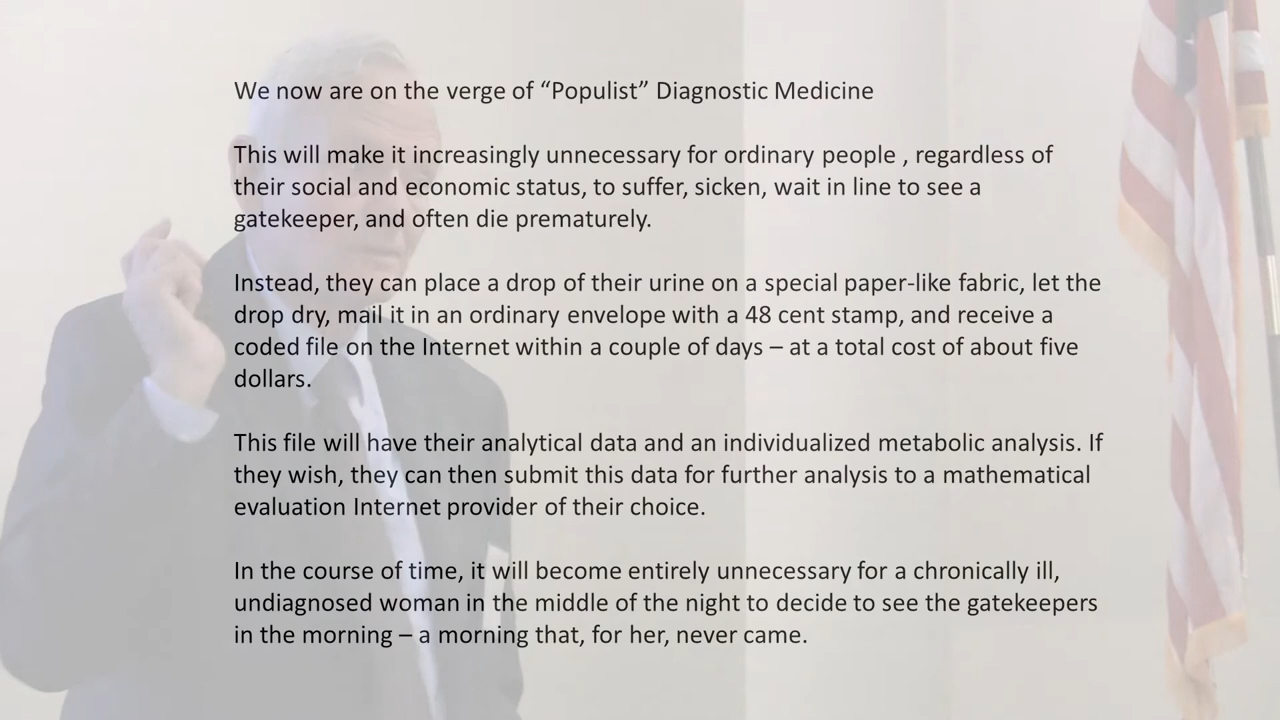 We now are on the verge of “Populist” Diagnostic Medicine
This will make it increasingly unnecessary for ordinary people , regardless of
their social and economic status, to suffer, sicken, wait in line to see a
gatekeeper, and often die prematurely.
Instead, they can place a drop of their urine on a special paper-like fabric, let the
drop dry, mail it in an ordinary envelope with a 48 cent stamp, and receive a
coded file on the Internet within a couple of days – at a total cost of about five
dollars.
This file will have their analytical data and an individualized metabolic analysis. If
they wish, they can then submit this data for further analysis to a mathematical
evaluation Internet provider of their choice.
In the course of time, it will become entirely unnecessary for a chronically ill,
undiagnosed woman in the middle of the night to decide to see the gatekeepers
in the morning – a morning that, for her, never came.